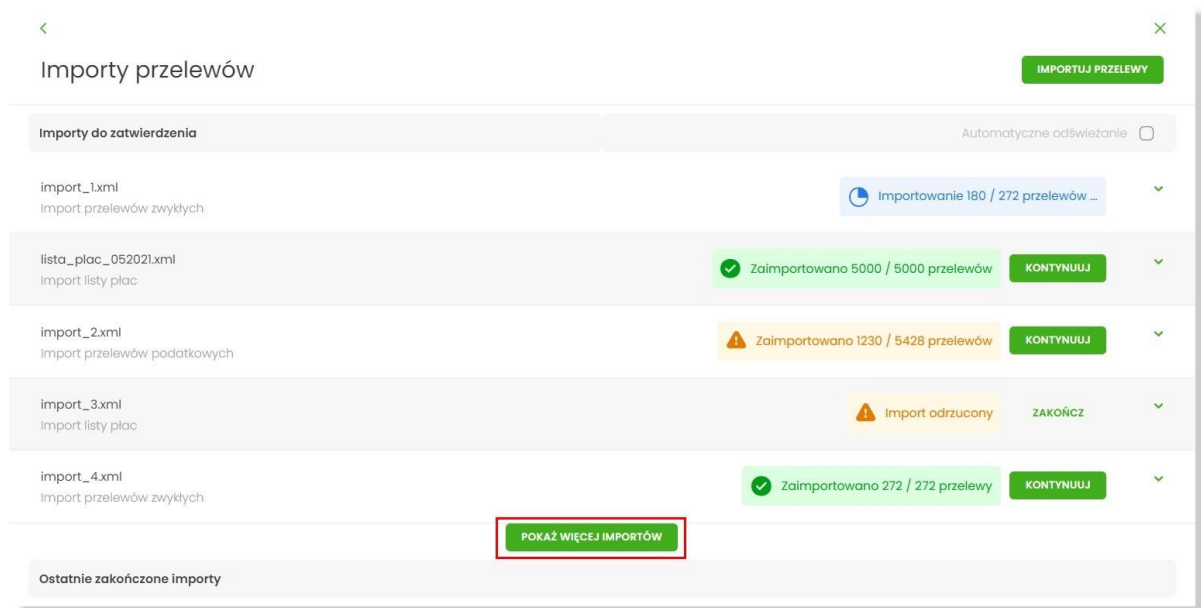 Importy przelewów
IMPORTUJ PRZELEWY
Importy do zatwierdzenia
Automatyczne odświeżanie
import_1.xml
Import przelewów zwykłych
Importowanie 180 / 272 przelewów ...
lista_plac_052021.xml
Import listy płac
Zaimportowano 5000 / 5000 przelewów
KONTYNUUJ
import_2.xml
Import przelewów podatkowych
Zaimportowano 1230 / 5428 przelewów
KONTYNUUJ
import_3.xml
Import listy płac
Import odrzucony
ZAKOŃCZ
import_4.xml
Import przelewów zwykłych
Zaimportowano 272 / 272 przelewy
KONTYNUUJ
POKAŻ WIĘCEJ IMPORTÓW
Ostatnie zakończone importy